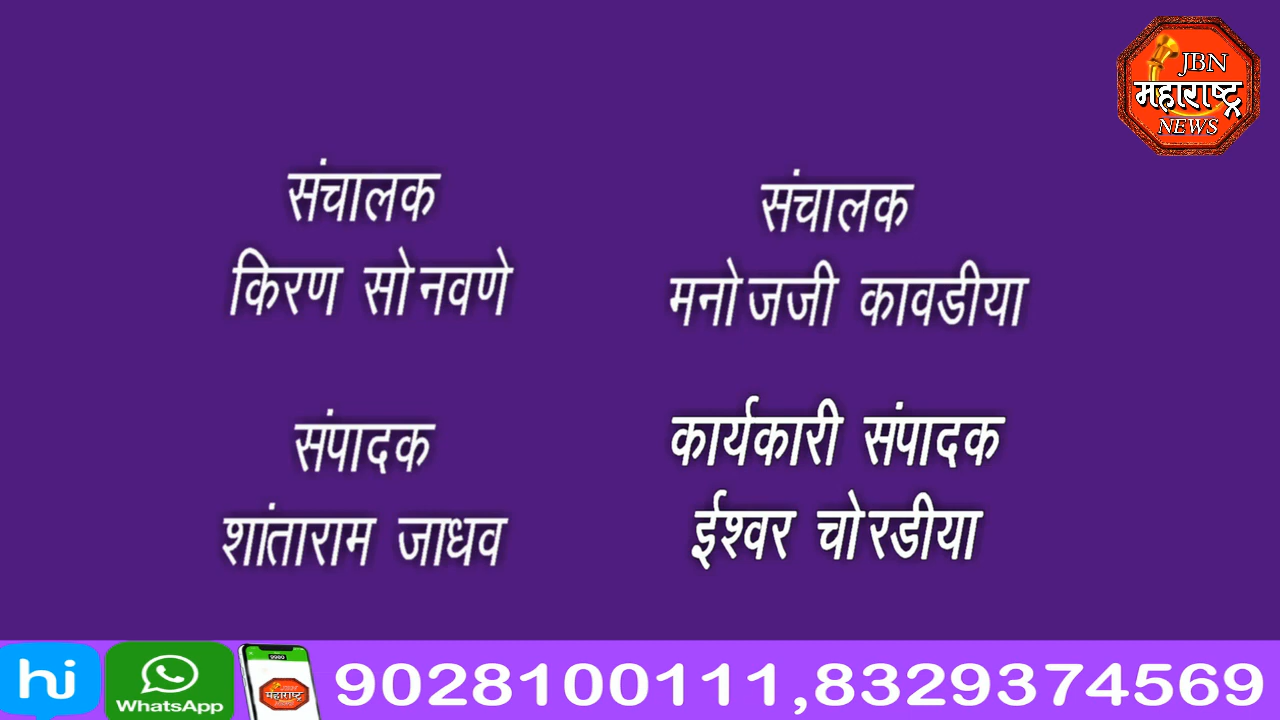 JBN
महाराष्ट्र
NEWS
संचालक
किरण सोनवणे
संचालक
मनोजजी कावडीया
संपादक
शांताराम जाधव
कार्यकारी संपादक
ईश्वर चोरडीया
hi
WhatsApp
महाराष्ट्र
9028100111,8329374569